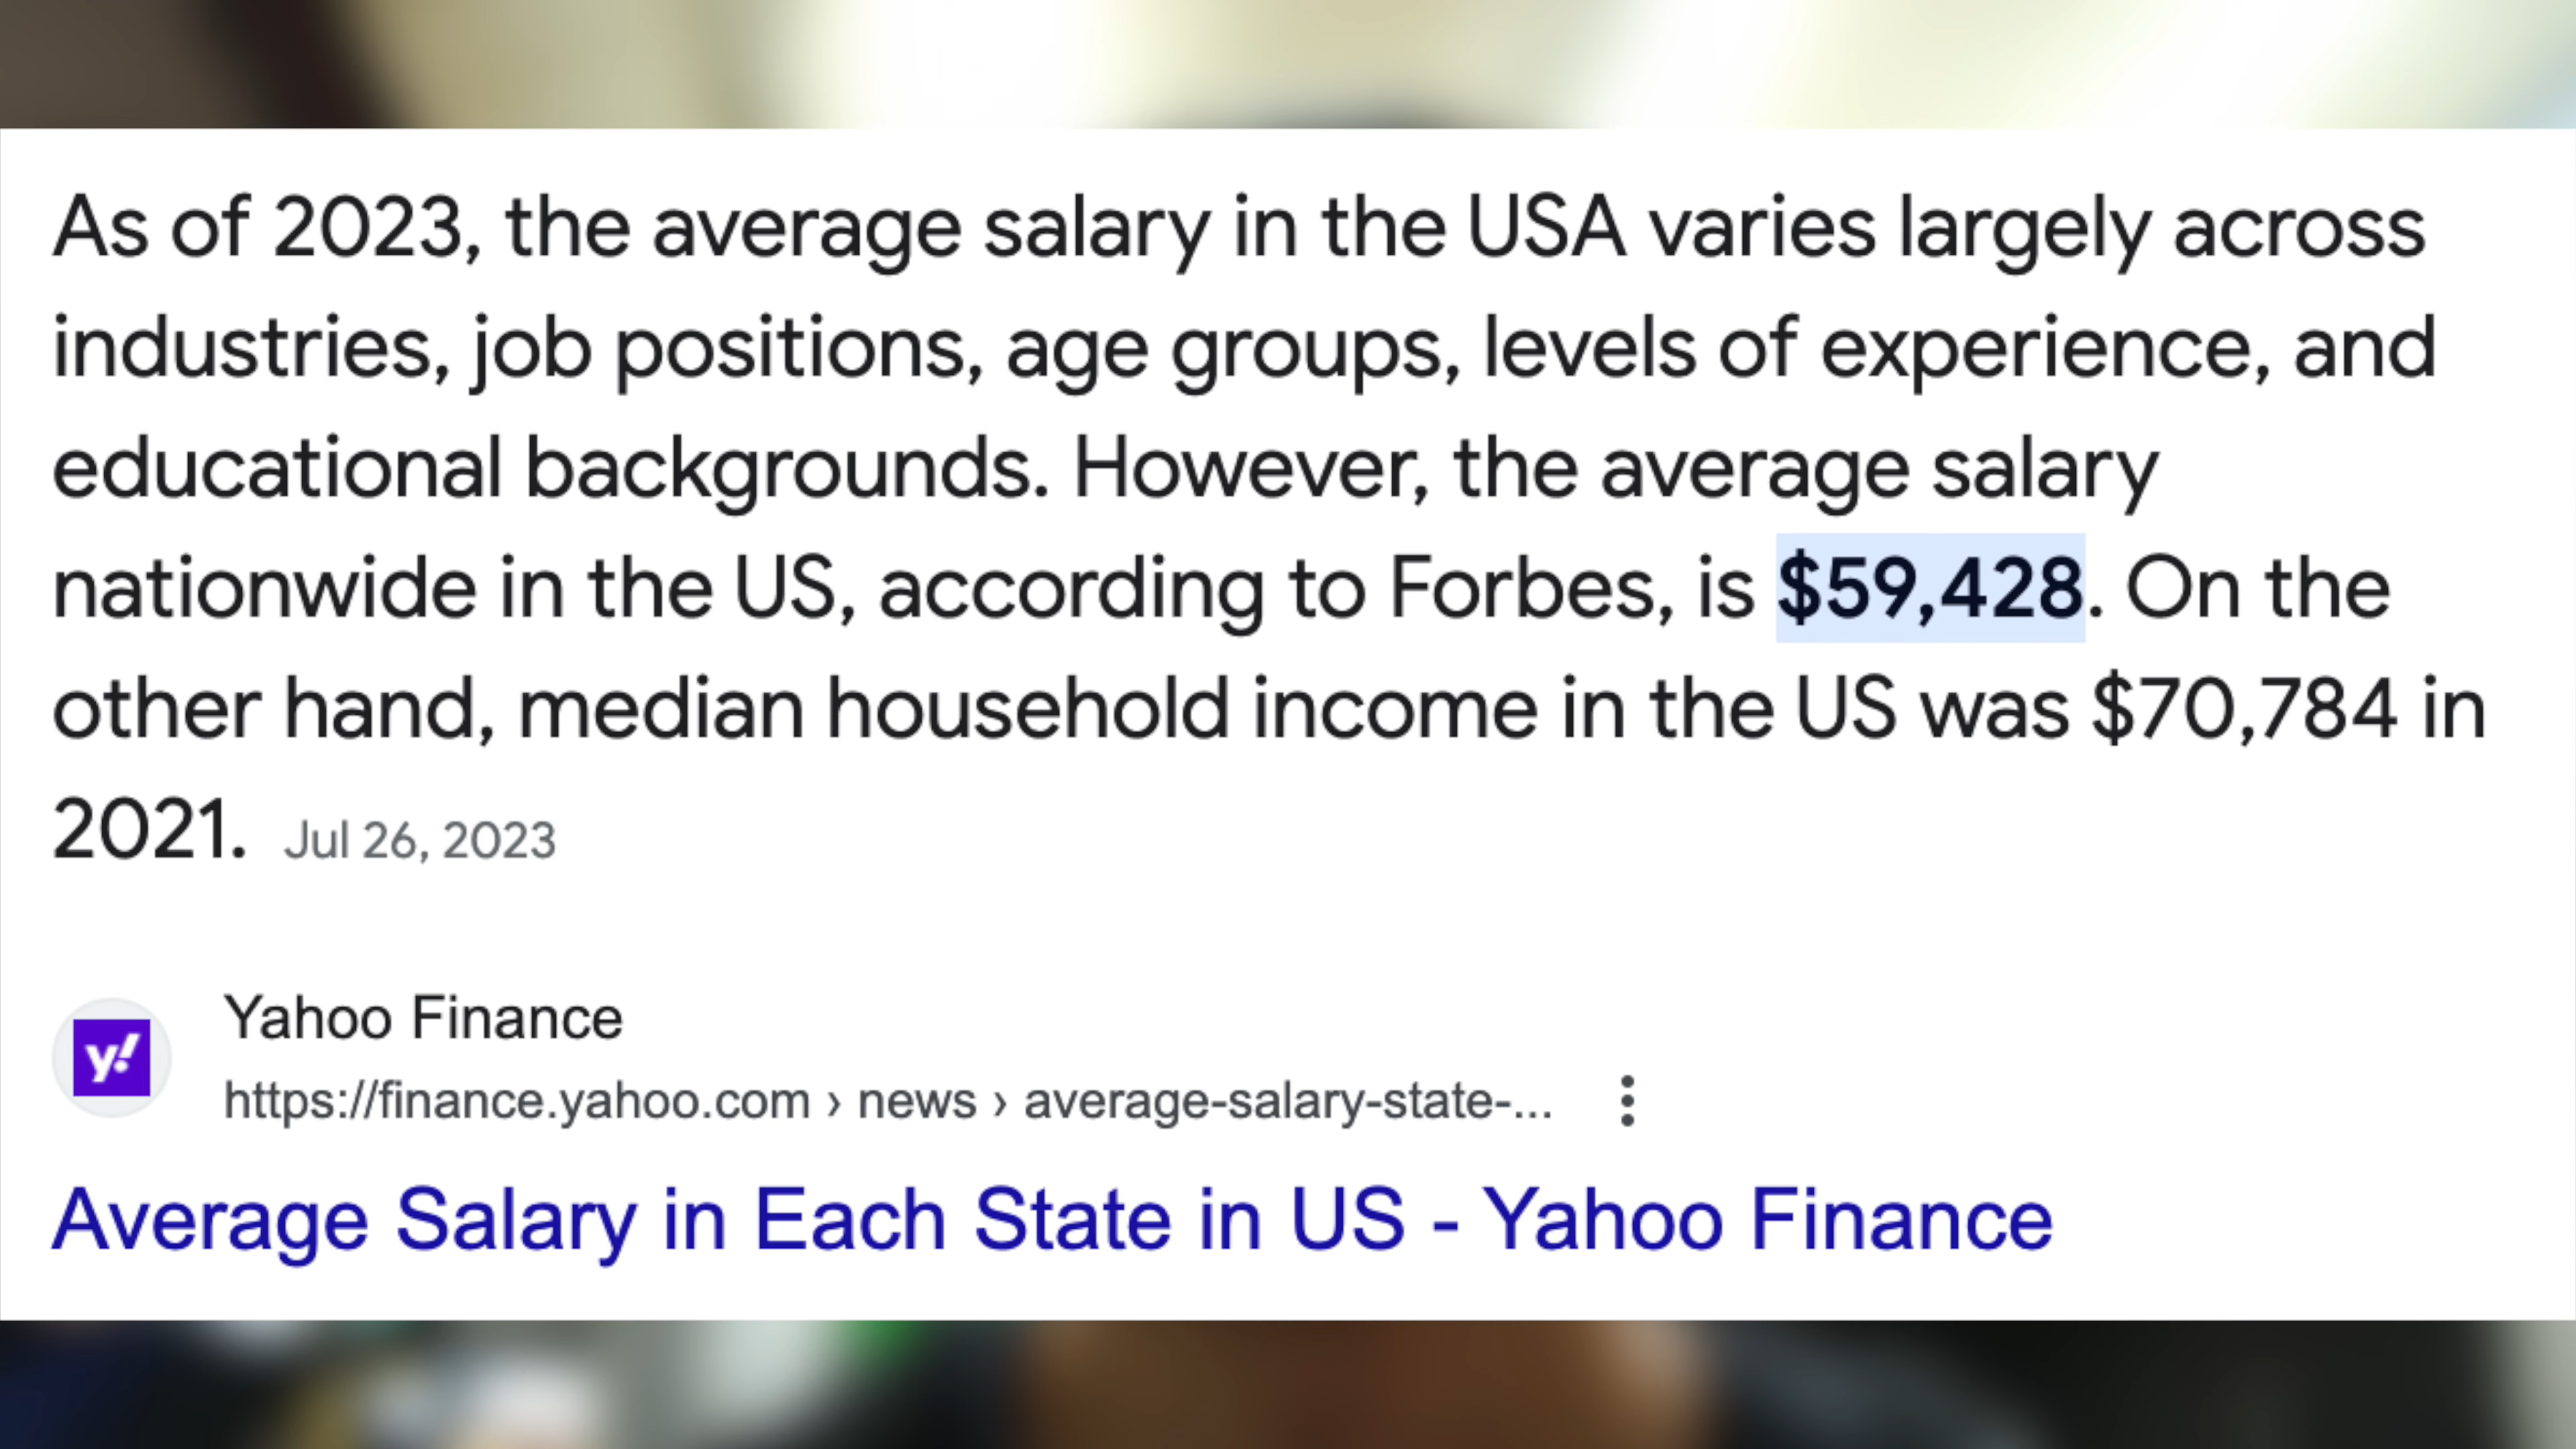 As of 2023, the average salary in the USA varies largely across
industries, job positions, age groups, levels of experience, and
educational backgrounds. However, the average salary
nationwide in the US, according to Forbes, is $59,428. On the
other hand, median household income in the US was $70,784 in
2021. Jul 26, 2023
y!
Yahoo Finance
https://finance.yahoo.com › news › average-salary-state-...
Average Salary in Each State in US - Yahoo Finance